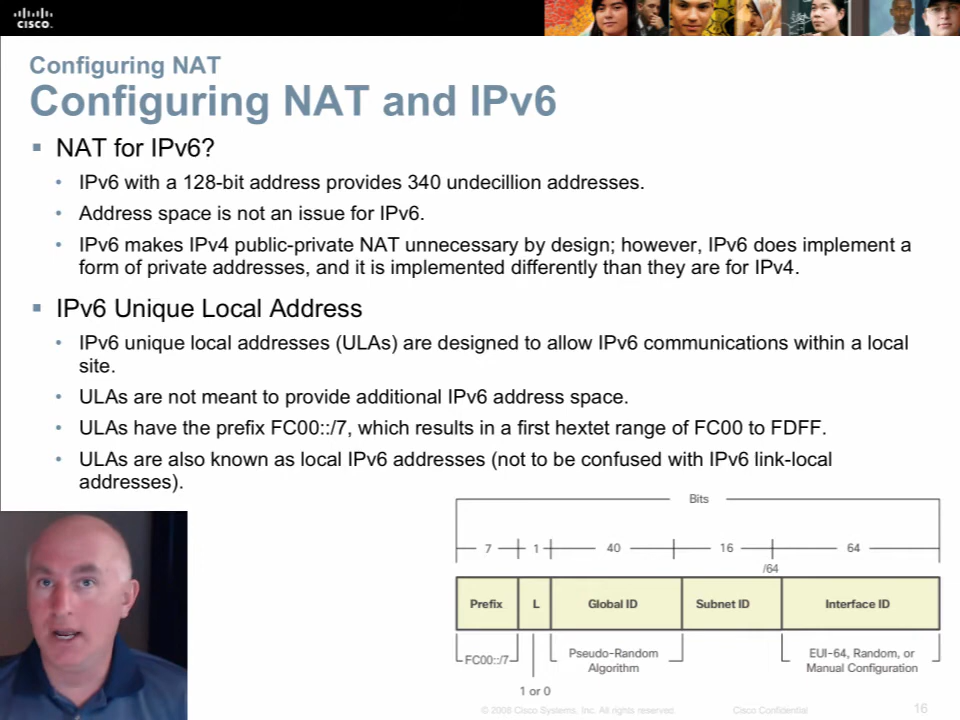 CISCO
Configuring NAT
Configuring NAT and IPv6
NAT for IPv6?
IPv6 with a 128-bit address provides 340 undecillion addresses.
Address space is not an issue for IPv6.
IPv6 makes IPv4 public-private NAT unnecessary by design; however, IPv6 does implement a
form of private addresses, and it is implemented differently than they are for IPv4.
IPv6 Unique Local Address
IPv6 unique local addresses (ULAs) are designed to allow IPv6 communications within a local
site.
ULAs are not meant to provide additional IPv6 address space.
ULAs have the prefix FC00::/7, which results in a first hextet range of FC00 to FDFF.
ULAs are also known as local IPv6 addresses (not to be confused with IPv6 link-local
addresses).
Bits
7 1 40 16 64
/64
Prefix L Global ID Subnet ID Interface ID
FC00::/7 Pseudo-Random EUI-64, Random, or
Algorithm Manual Configuration
1 or 0
© 2008 Cisco Systems, Inc. All rights reserved. Cisco Confidential 16